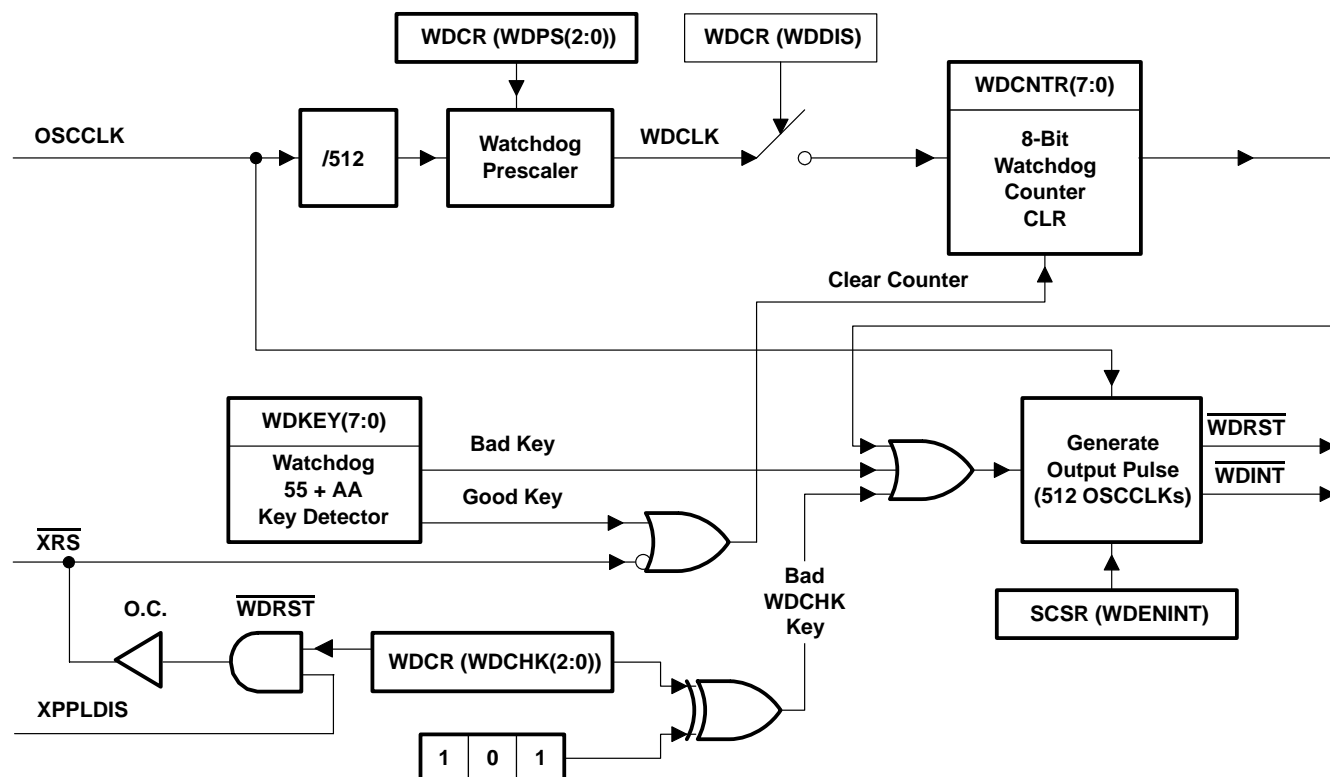 WDCR (WDPS(2:0))
WDCR (WDDIS)
WDCNTR(7:0)
OSCCLK
/512
Watchdog
Prescaler
WDCLK
8-Bit
Watchdog
Counter
CLR
Clear Counter
WDKEY(7:0)
Watchdog
55 + AA
Key Detector
Bad Key
Good Key
Generate
Output Pulse
(512 OSCCLKs)
WDRST
WDINT
XRS
Bad
WDCHK
Key
SCSR (WDENINT)
O.C.
WDRST
WDCR (WDCHK(2:0))
XPPLDIS
1 0 1